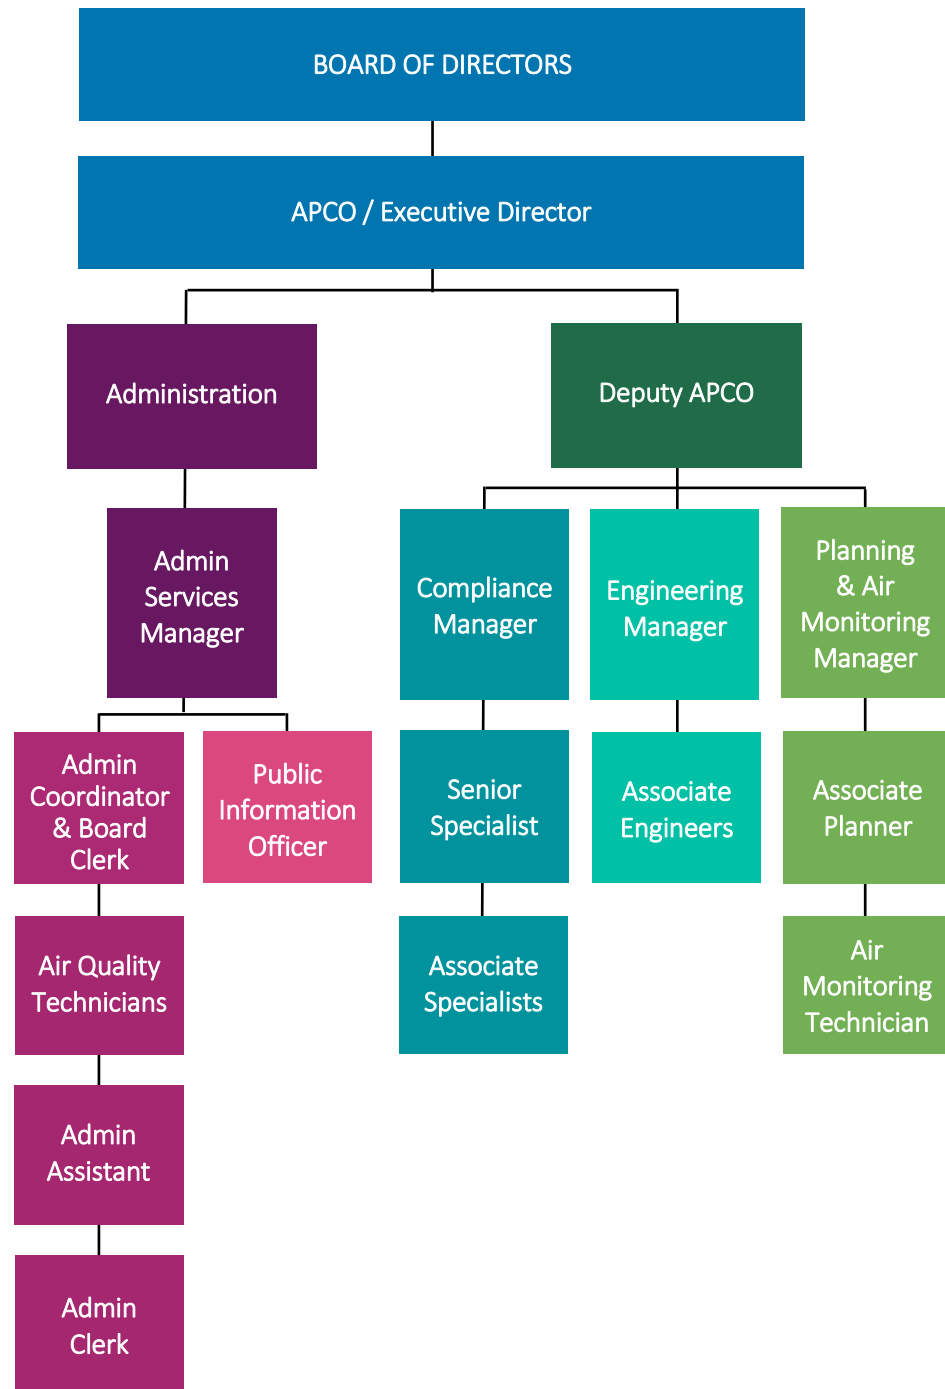 BOARD OF DIRECTORS
APCO / Executive Director
Administration
Deputy APCO
Admin
Services
Manager
Compliance
Manager
Engineering
Manager
Planning
& Air
Monitoring
Manager
Admin
Coordinator
& Board
Clerk
Public
Information
Officer
Senior
Specialist
Associate
Engineers
Associate
Planner
Air Quality
Technicians
Associate
Specialists
Air
Monitoring
Technician
Admin
Assistant
Admin
Clerk